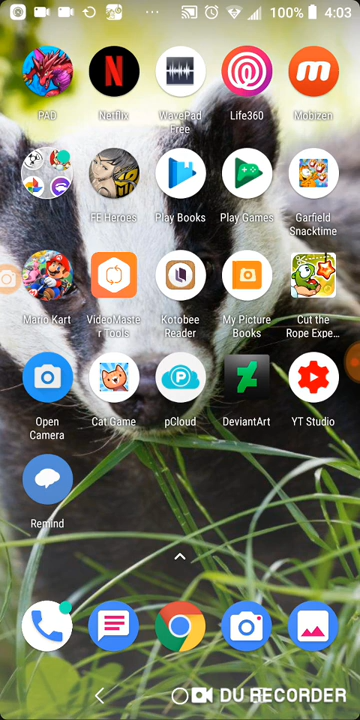 100% 4:03
PAD
Netflix
WavePad
Free
Life360
Mobizen
FE Heroes
Play Books
Play Games
Garfield
Snacktime
Mario Kart
VideoMaste
r Tools
Kotobee
Reader
My Picture
Books
Cut the
Rope Expe...
Open
Camera
Cat Game
pCloud
DeviantArt
YT Studio
Remind
DU RECORDER